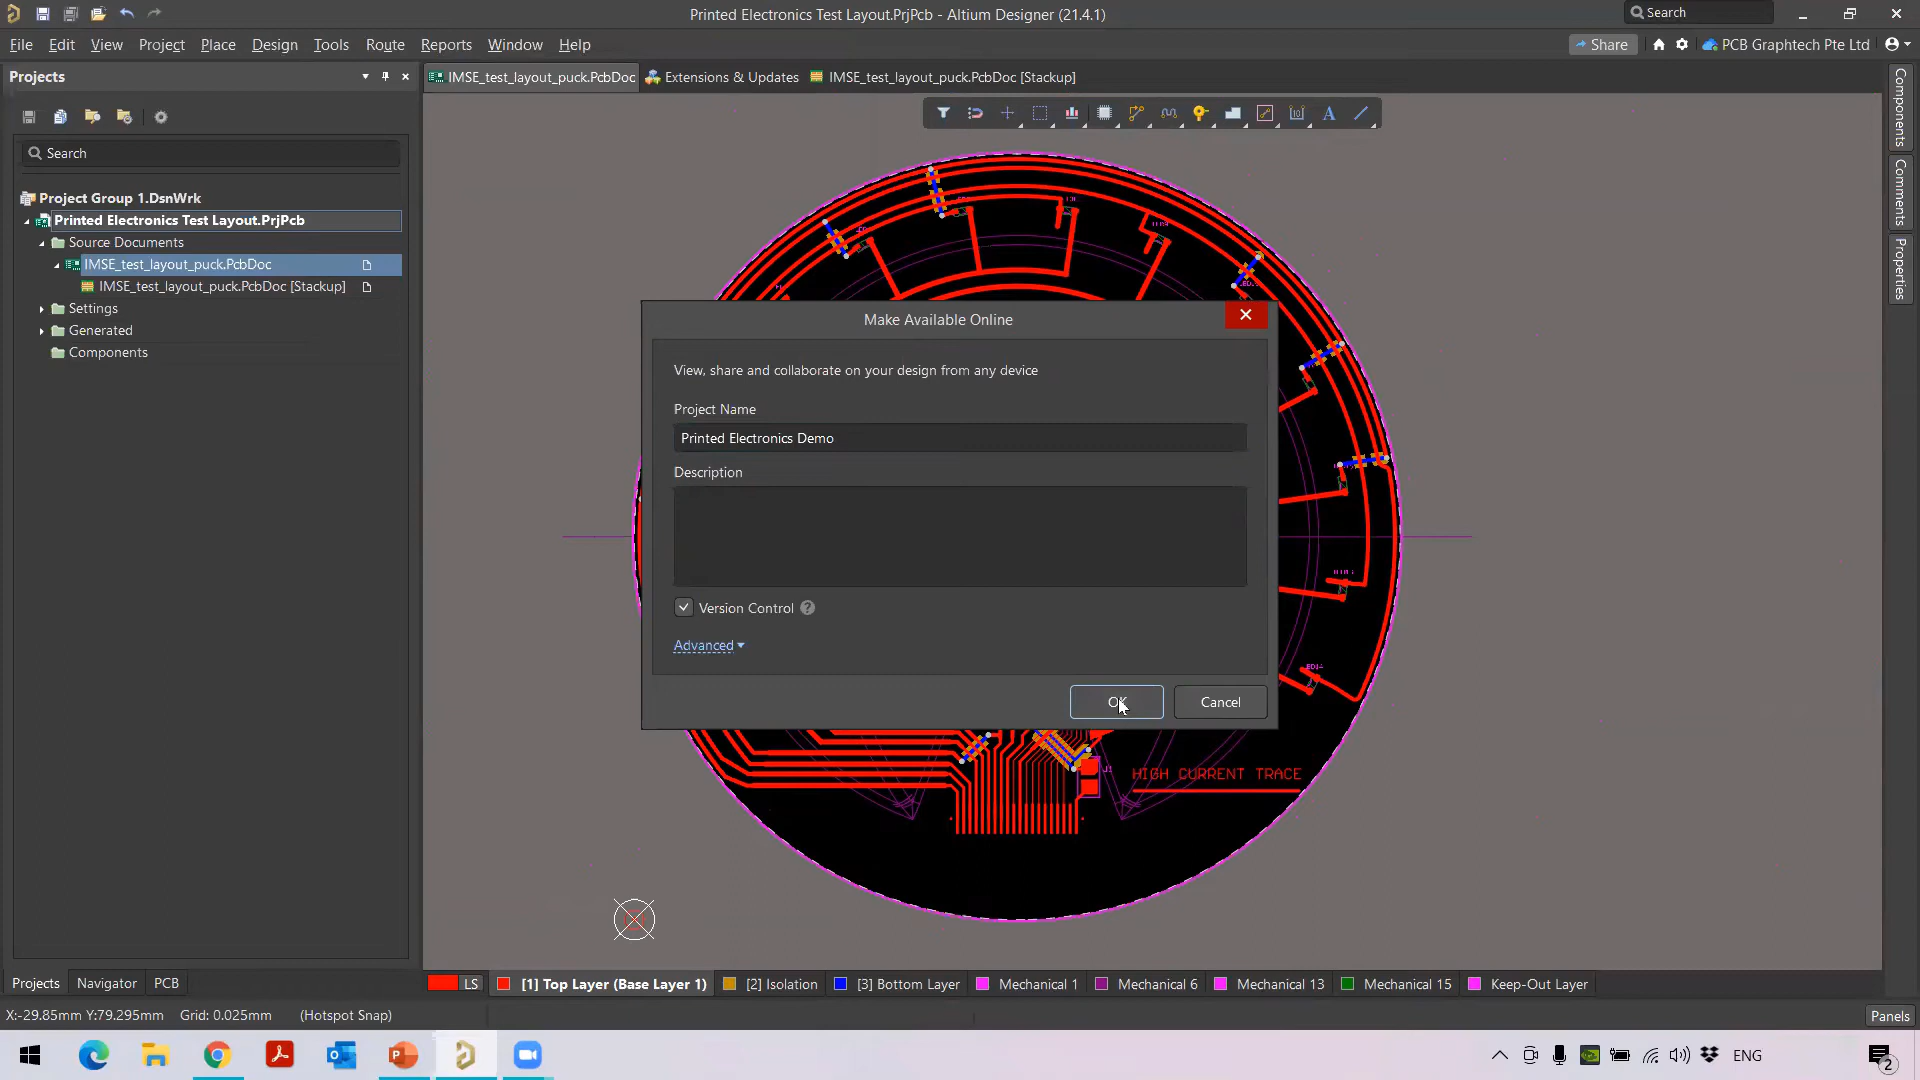 Printed Electronics Test Layout.PrjPcb - Altium Designer (21.4.1)
Search
File Edit View Project Place Design Tools Route Reports Window Help
Share
PCB Graphtech Pte Ltd
Projects
IMSE_test_layout_puck.PcbDoc
Extensions & Updates
IMSE_test_layout_puck.PcbDoc [Stackup]
Search
Project Group 1.DsnWrk
Printed Electronics Test Layout.PrjPcb
Source Documents
IMSE_test_layout_puck.PcbDoc
IMSE_test_layout_puck.PcbDoc [Stackup]
Settings
Generated
Components
Components
Comments
Properties
Make Available Online
View, share and collaborate on your design from any device
Project Name
Printed Electronics Demo
Description
Version Control
Advanced
OK
Cancel
HIGH CURRENT TRACE
Projects Navigator PCB
LS
[1] Top Layer (Base Layer 1)
[2] Isolation
[3] Bottom Layer
Mechanical 1
Mechanical 6
Mechanical 13
Mechanical 15
Keep-Out Layer
X:-29.85mm Y:79.295mm Grid: 0.025mm (Hotspot Snap)
Panels
ENG
2